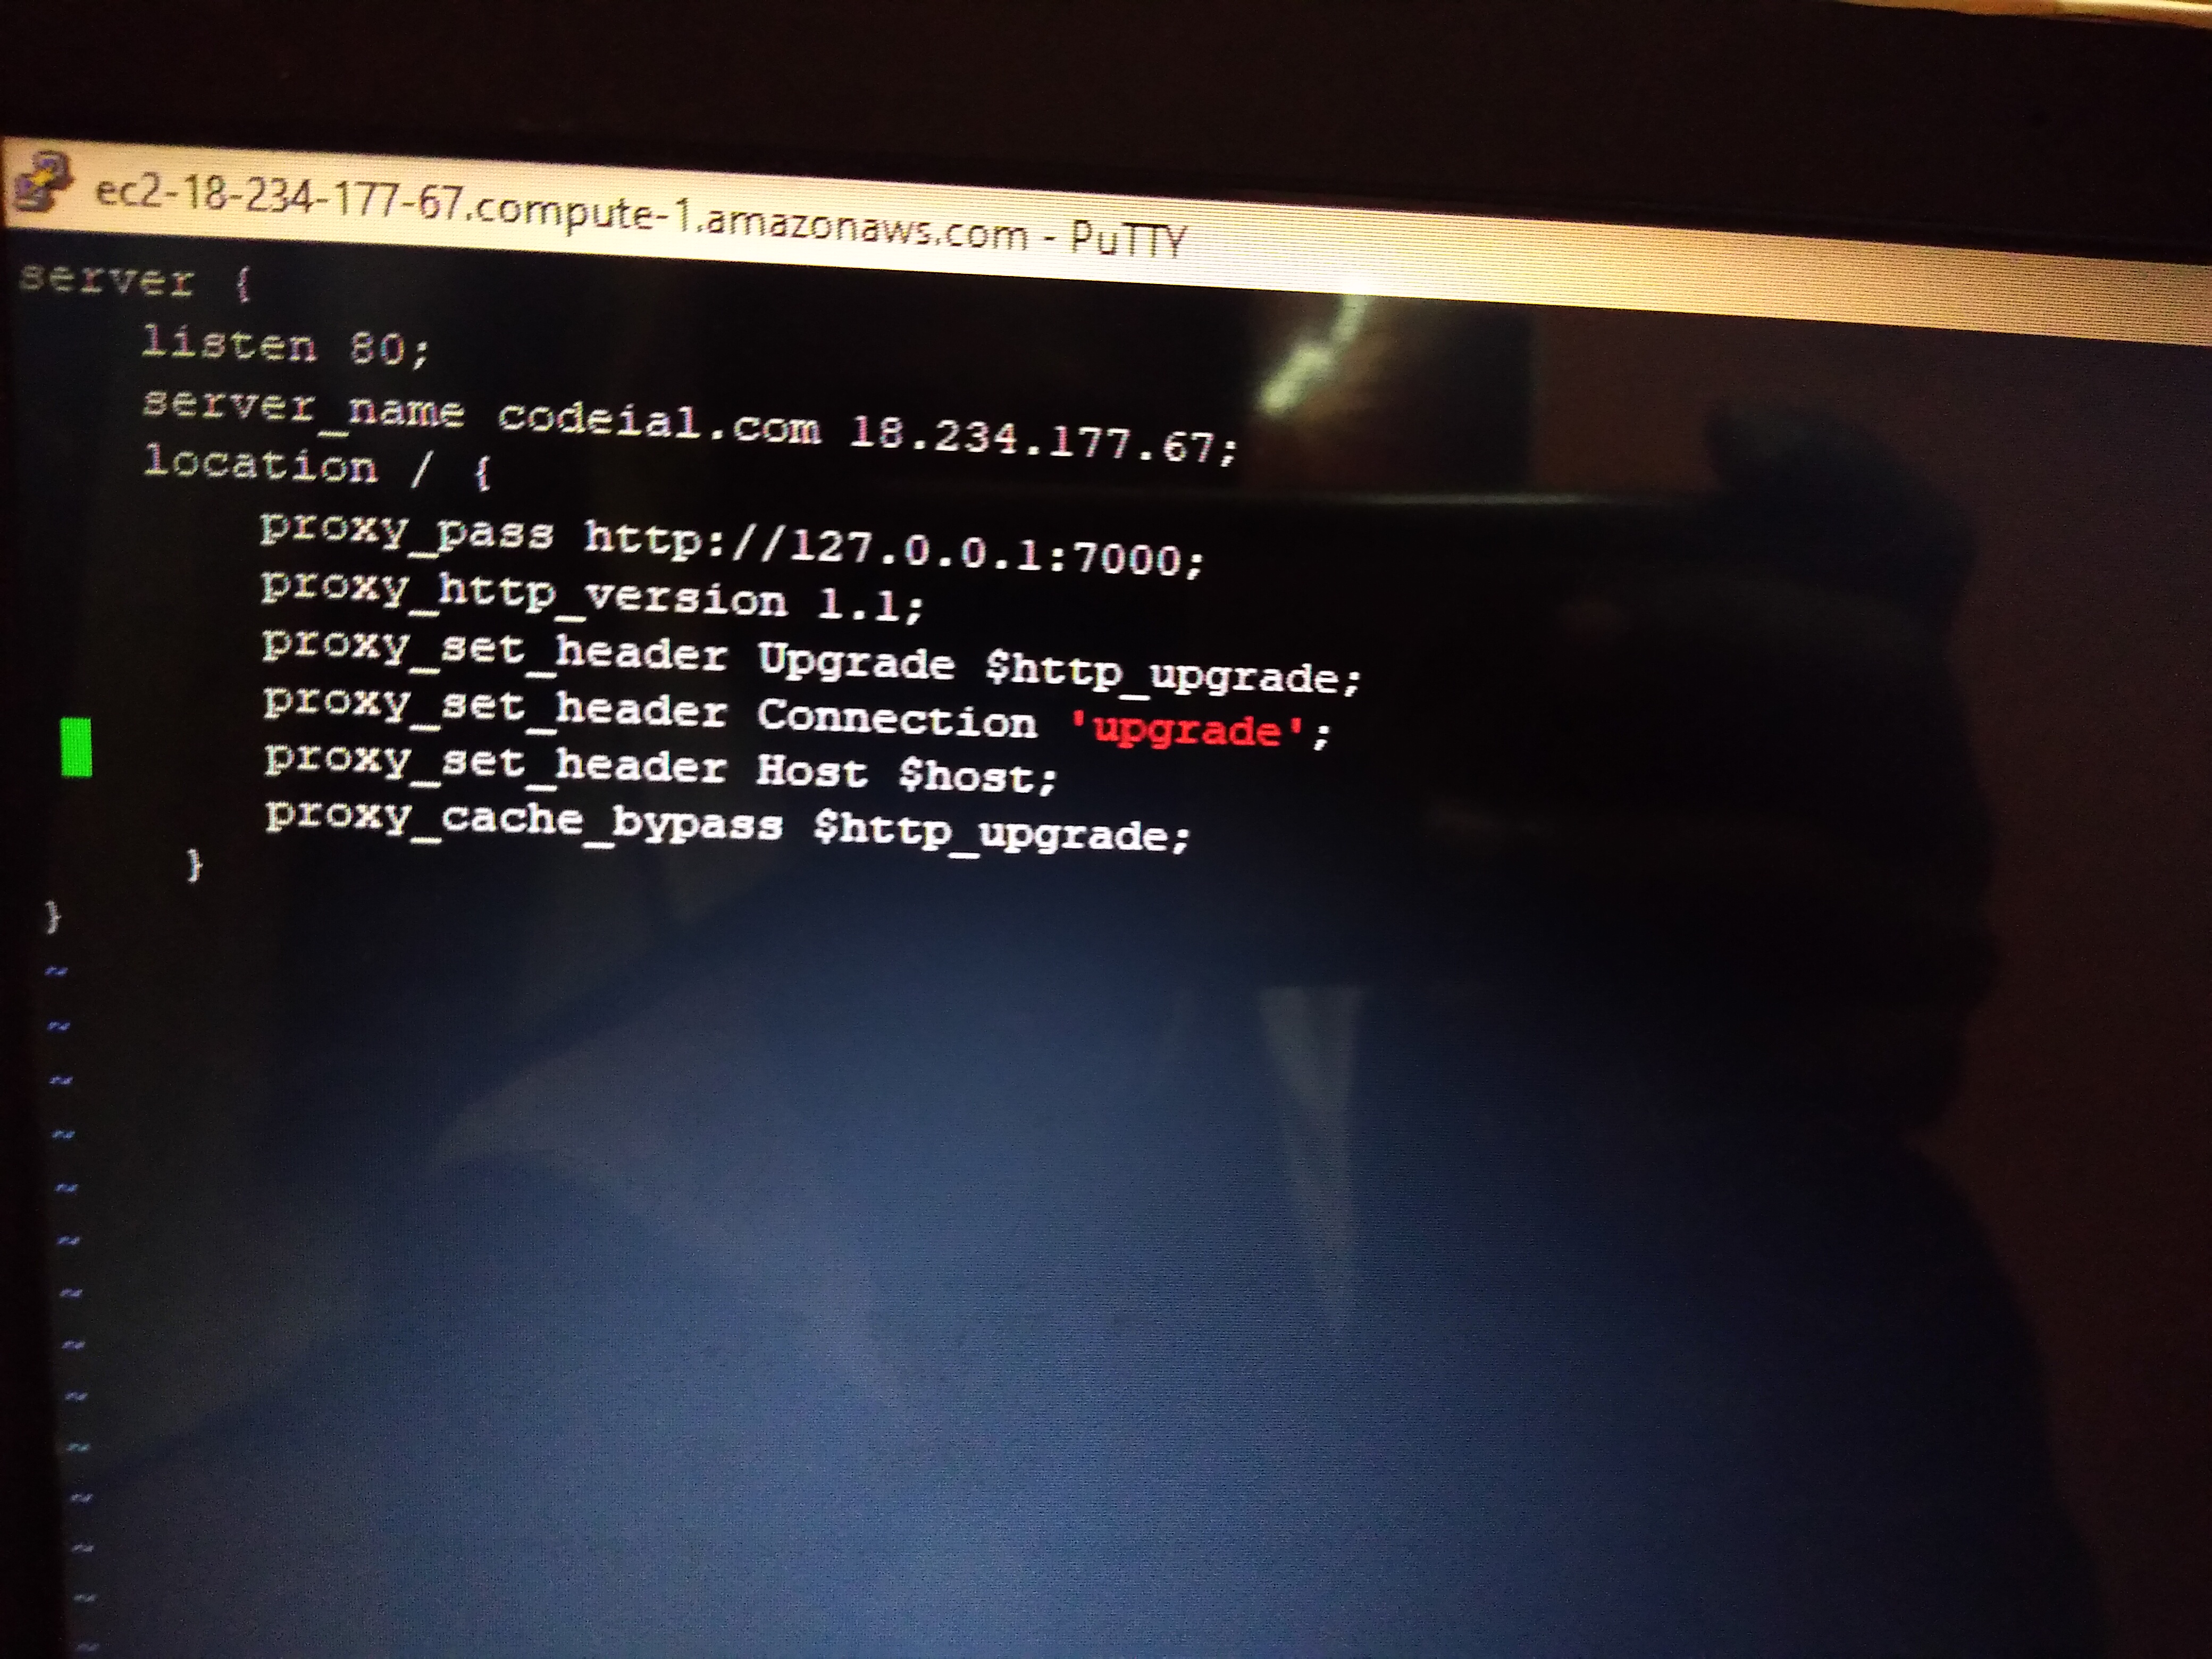 ec2-18-234-177-67.compute-1.amazonaws.com - PuTTY
server {
listen 80;
server_name codeial.com 18.234.177.67;
location / {
proxy_pass http://127.0.0.1:7000;
proxy_http_version 1.1;
proxy_set_header Upgrade $http_upgrade;
proxy_set_header Connection 'upgrade';
proxy_set_header Host $host;
proxy_cache_bypass $http_upgrade;
}
}
~
~
~
~
~
~
~
~
~
~
~
~
~
~